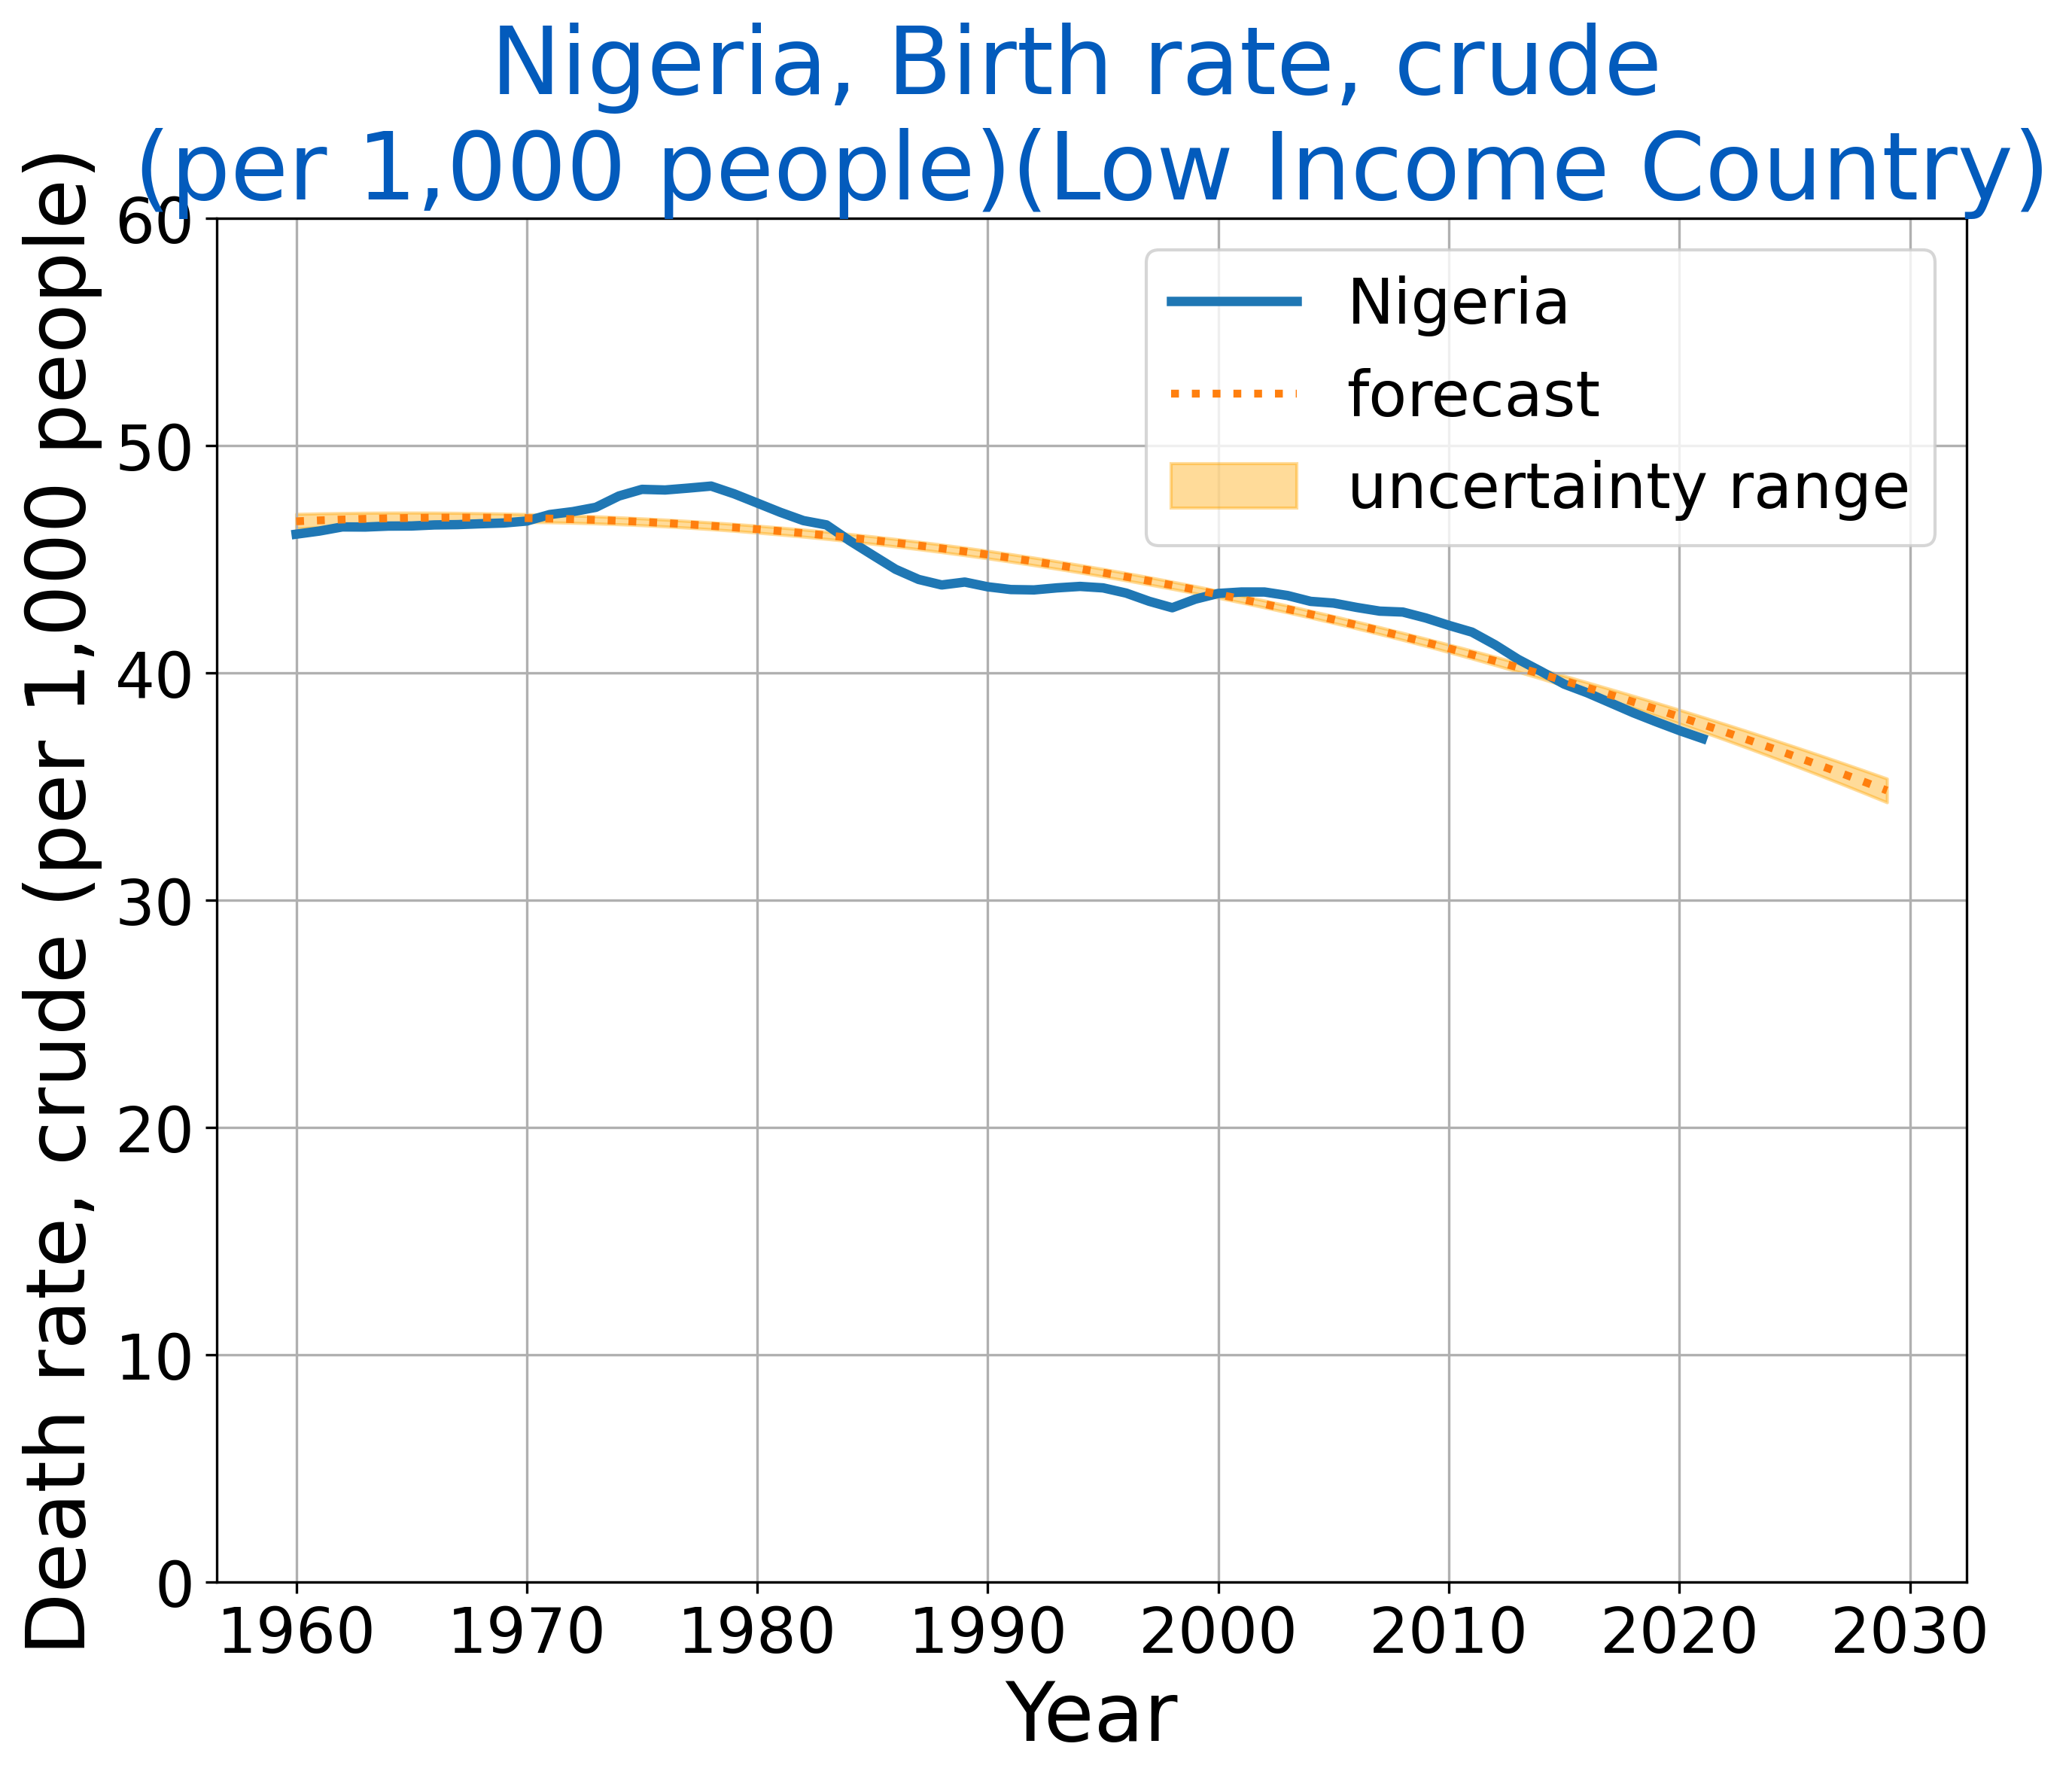 Nigeria, Birth rate, crude
(per 1,000 people)(Low Income Country)
Death rate, crude (per 1,000 people)
60
50
40
30
20
10
0
Nigeria
forecast
uncertainty range
1960 1970 1980 1990 2000 2010 2020 2030
Year